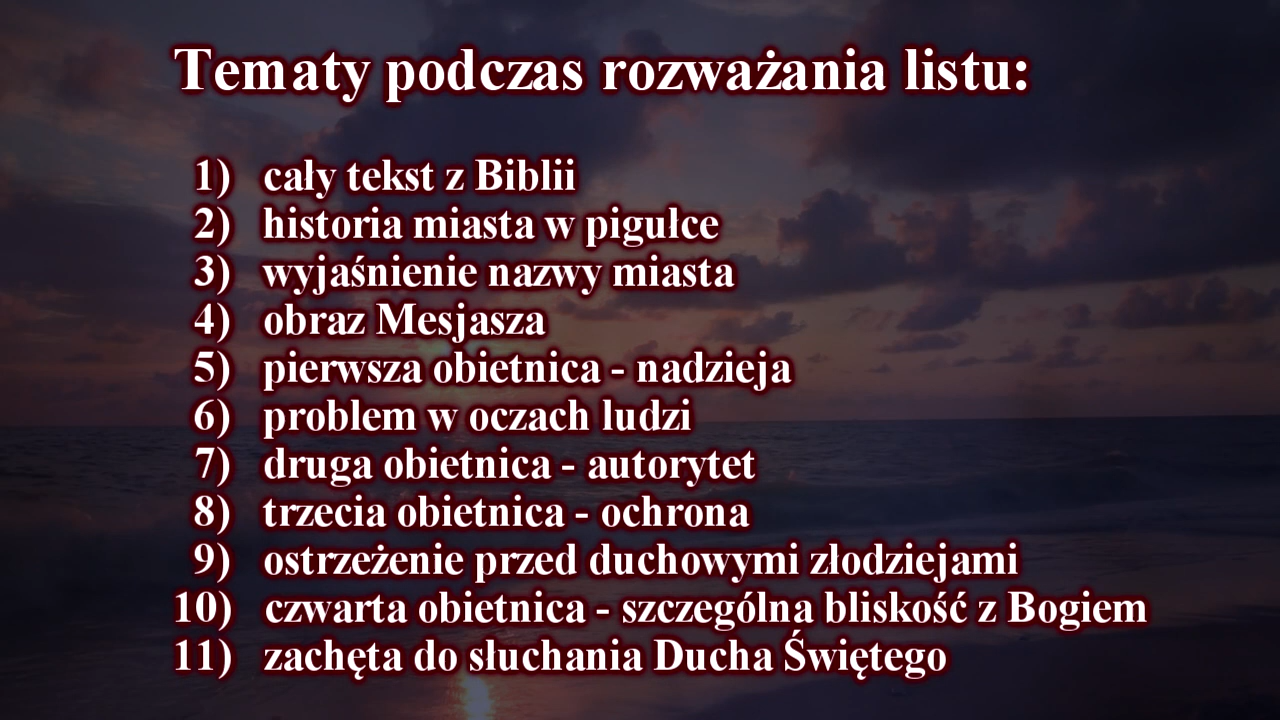 Tematy podczas rozważania listu:
1) cały tekst z Biblii
2) historia miasta w pigułce
3) wyjaśnienie nazwy miasta
4) obraz Mesjasza
5) pierwsza obietnica - nadzieja
6) problem w oczach ludzi
7) druga obietnica - autorytet
8) trzecia obietnica - ochrona
9) ostrzeżenie przed duchowymi złodziejami
10) czwarta obietnica - szczególna bliskość z Bogiem
11) zachęta do słuchania Ducha Świętego